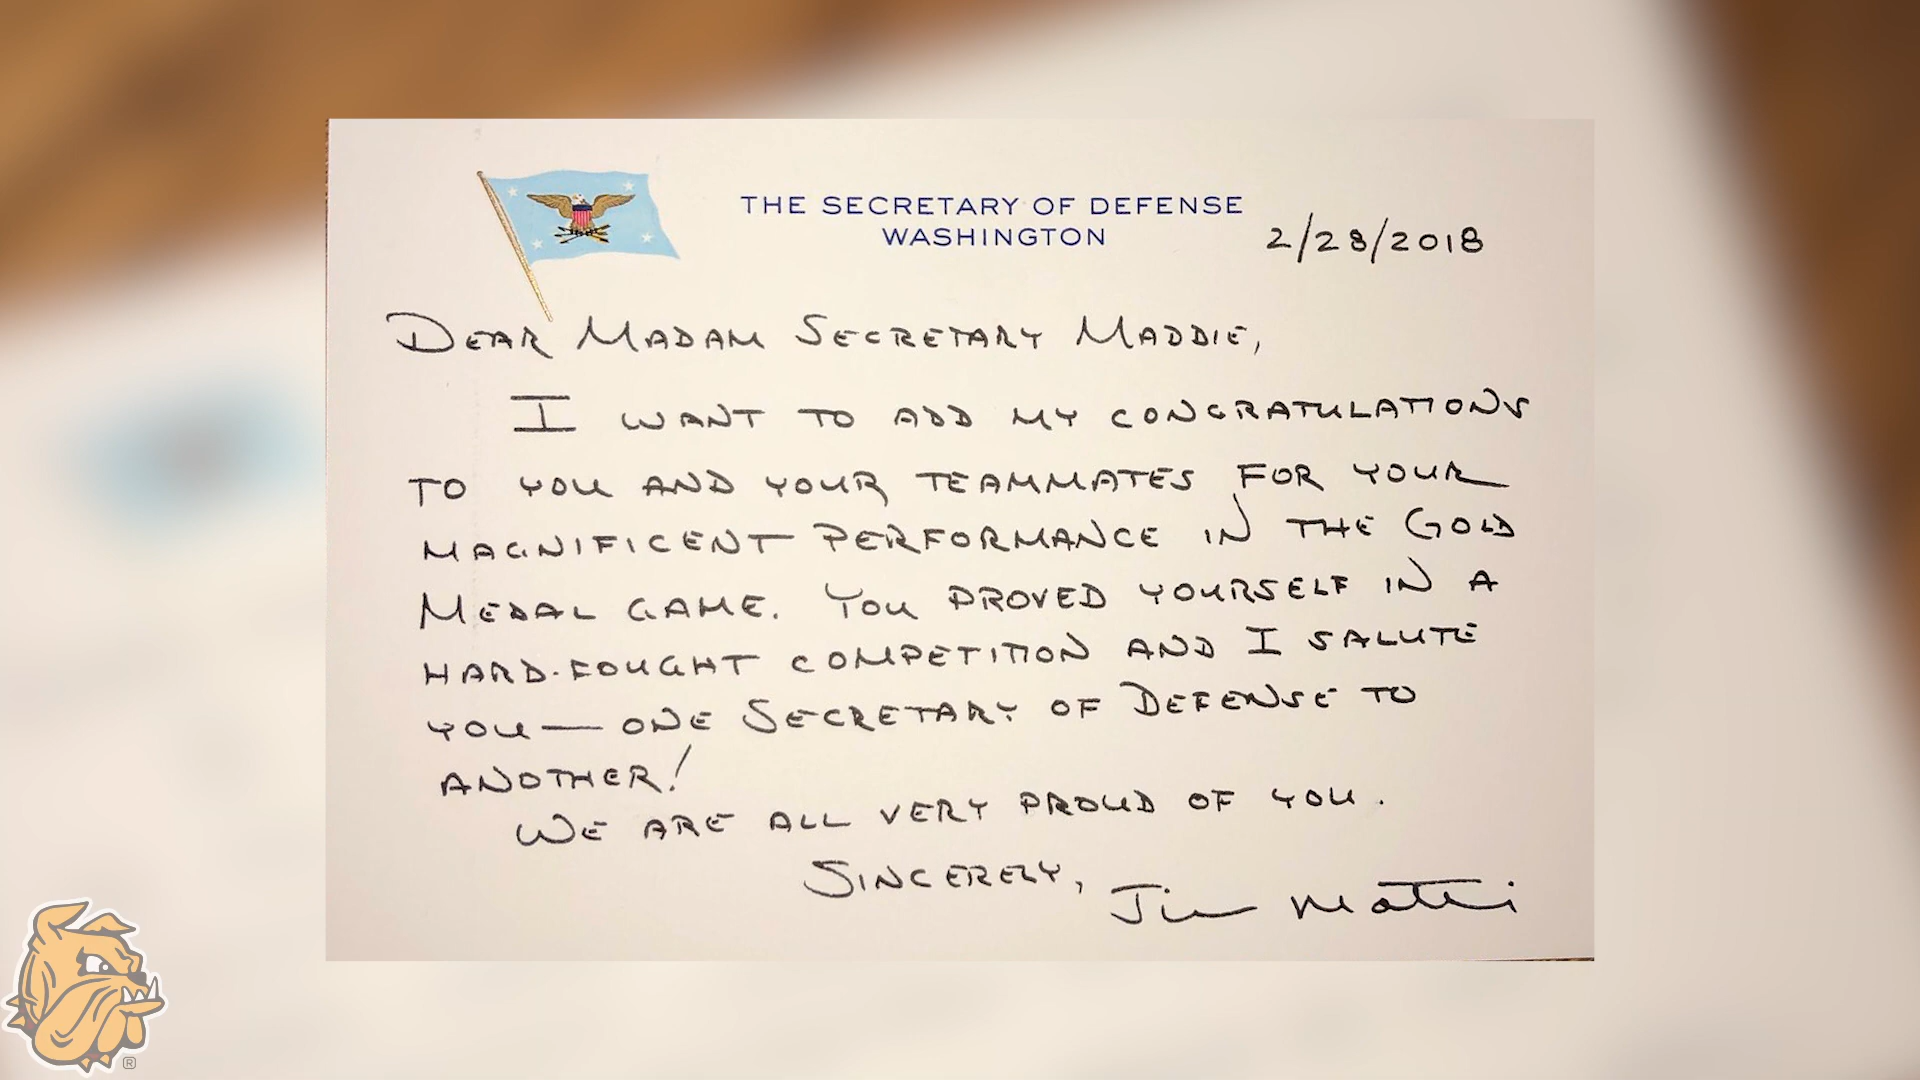 THE SECRETARY OF DEFENSE
WASHINGTON
2/28/2018
DEAR MADAM SECRETARY MADDIE,
I WANT TO ADD MY CONGRATULATIONS
TO YOU AND YOUR TEAMMATES FOR YOUR
MAGNIFICENT PERFORMANCE IN THE GOLD
MEDAL GAME. YOU PROVED YOURSELF IN A
HARD-FOUGHT COMPETITION AND I SALUTE
YOU — ONE SECRETARY OF DEFENSE TO
ANOTHER!
WE ARE ALL VERY PROUD OF YOU.
SINCERELY, Jim Mattis
®